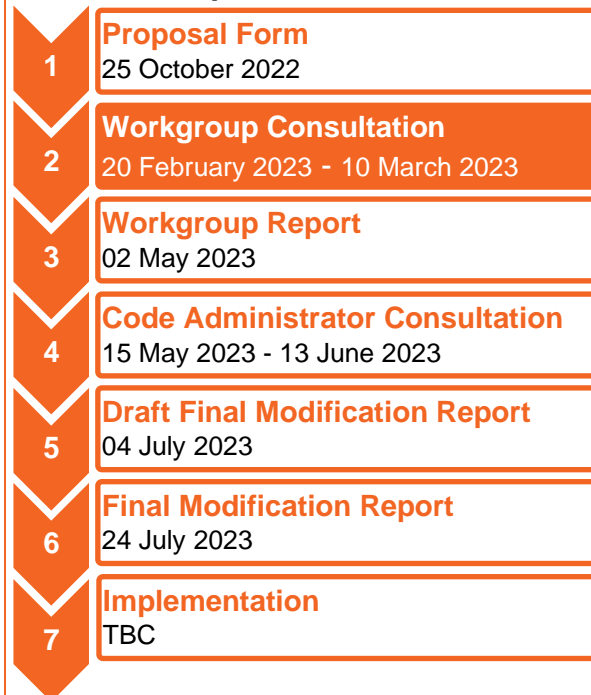 1
Proposal Form
25 October 2022
2
Workgroup Consultation
20 February 2023 - 10 March 2023
3
Workgroup Report
02 May 2023
4
Code Administrator Consultation
15 May 2023 - 13 June 2023
5
Draft Final Modification Report
04 July 2023
6
Final Modification Report
24 July 2023
7
Implementation
TBC